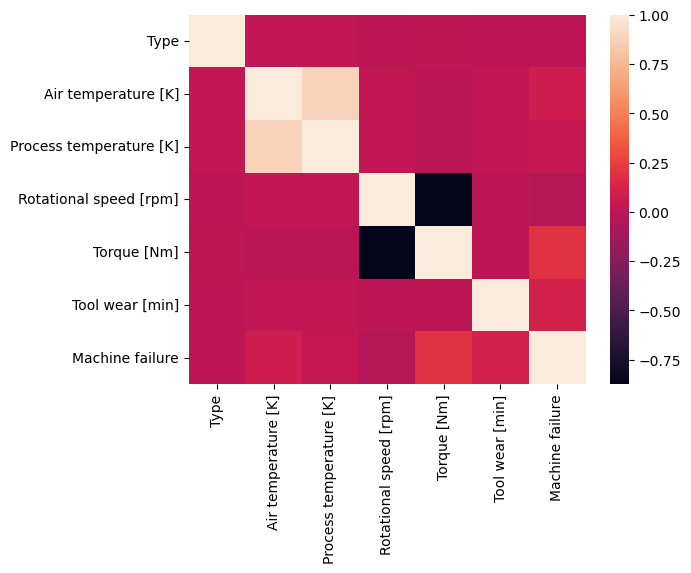 Type
Air temperature [K]
Process temperature [K]
Rotational speed [rpm]
Torque [Nm]
Tool wear [min]
Machine failure
Type
Air temperature [K]
Process temperature [K]
Rotational speed [rpm]
Torque [Nm]
Tool wear [min]
Machine failure
1.00
0.75
0.50
0.25
0.00
−0.25
−0.50
−0.75